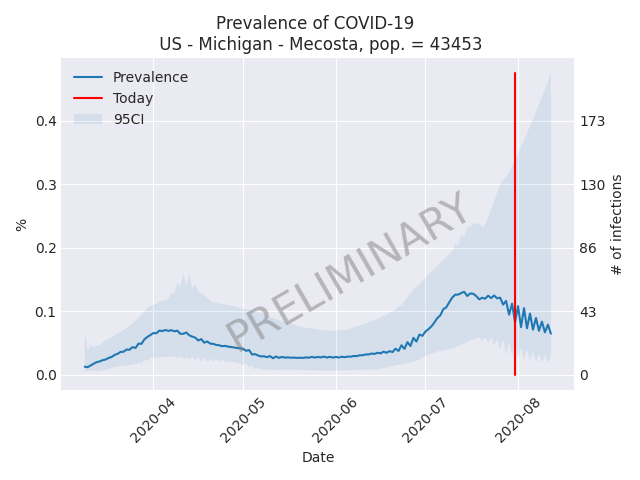 Prevalence of COVID-19
US - Michigan - Mecosta, pop. = 43453
Prevalence
Today
95CI
PRELIMINARY
%
0.4
0.3
0.2
0.1
0.0
173
130
86
43
0
# of infections
2020-04
2020-05
2020-06
2020-07
2020-08
Date